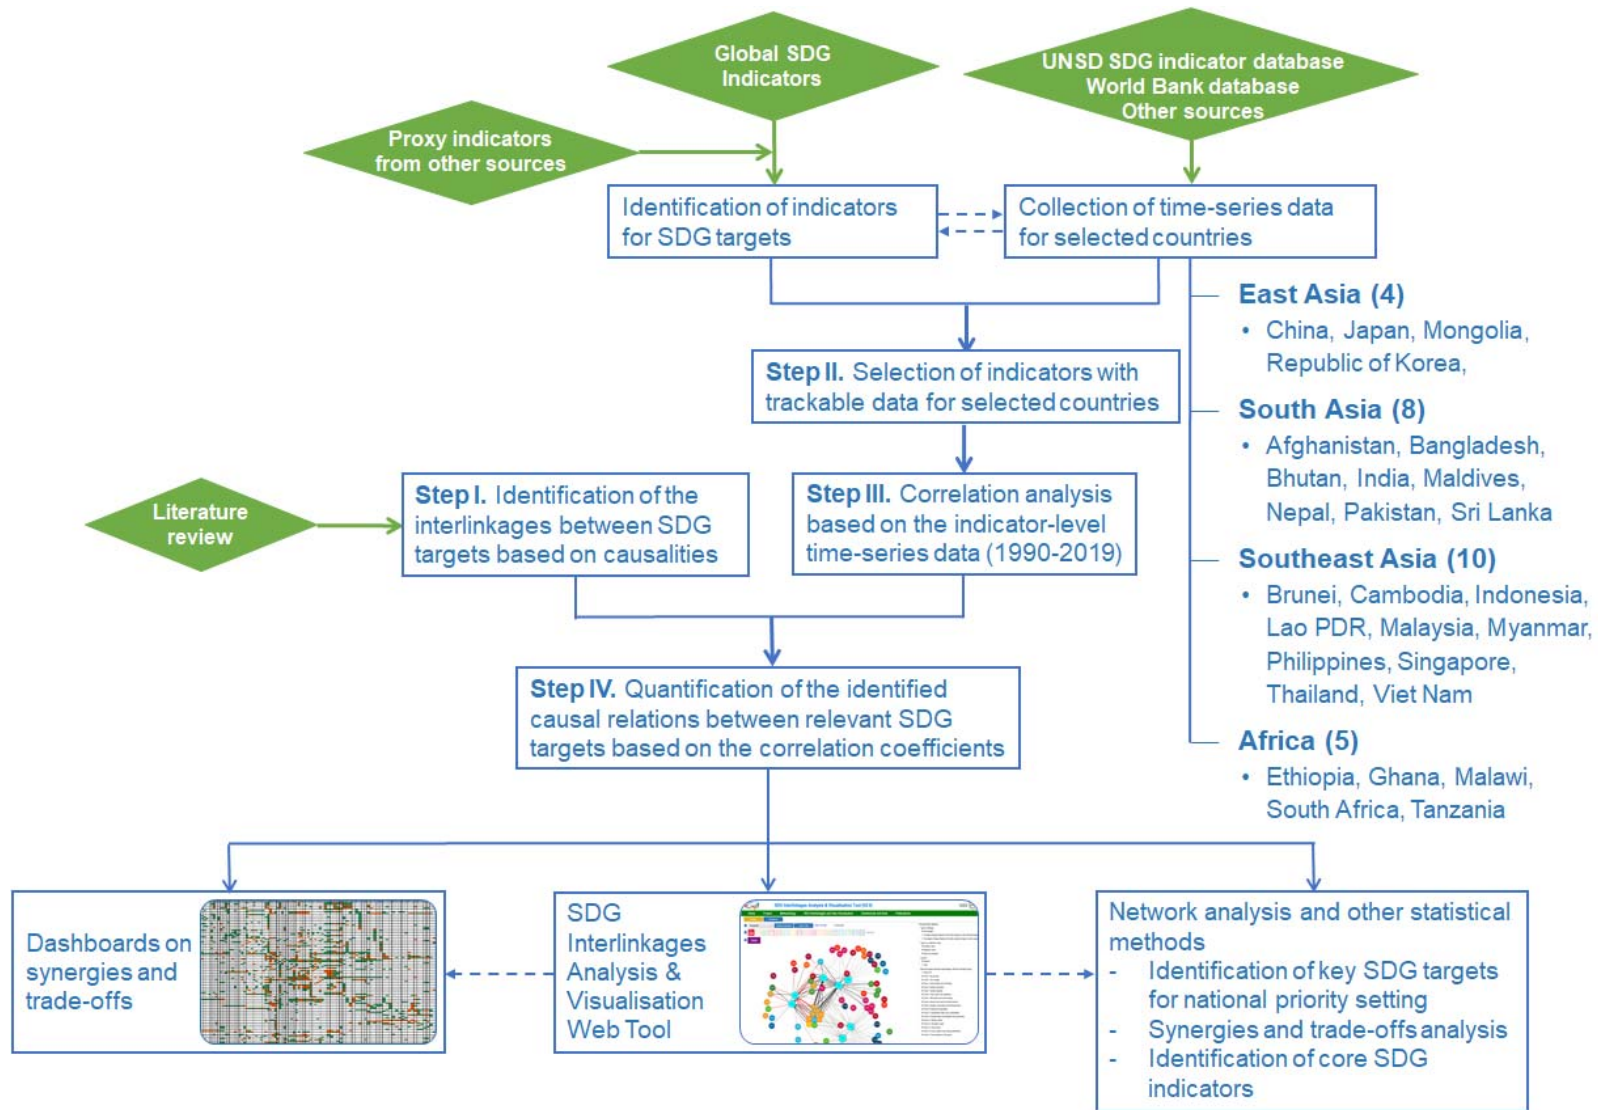 Global SDG
Indicators
UNSD SDG indicator database
World Bank database
Other sources
Proxy indicators
from other sources
Identification of indicators
for SDG targets
Collection of time-series data
for selected countries
East Asia (4)
• China, Japan, Mongolia,
Republic of Korea,
Step II. Selection of indicators with
trackable data for selected countries
South Asia (8)
• Afghanistan, Bangladesh,
Bhutan, India, Maldives,
Nepal, Pakistan, Sri Lanka
Literature
review
Step I. Identification of the
interlinkages between SDG
targets based on causalities
Step III. Correlation analysis
based on the indicator-level
time-series data (1990-2019)
Southeast Asia (10)
• Brunei, Cambodia, Indonesia,
Lao PDR, Malaysia, Myanmar,
Philippines, Singapore,
Thailand, Viet Nam
Step IV. Quantification of the identified
causal relations between relevant SDG
targets based on the correlation coefficients
Africa (5)
• Ethiopia, Ghana, Malawi,
South Africa, Tanzania
Dashboards on
synergies and
trade-offs
SDG
Interlinkages
Analysis &
Visualisation
Web Tool
Network analysis and other statistical
methods
- Identification of key SDG targets
for national priority setting
- Synergies and trade-offs analysis
- Identification of core SDG
indicators